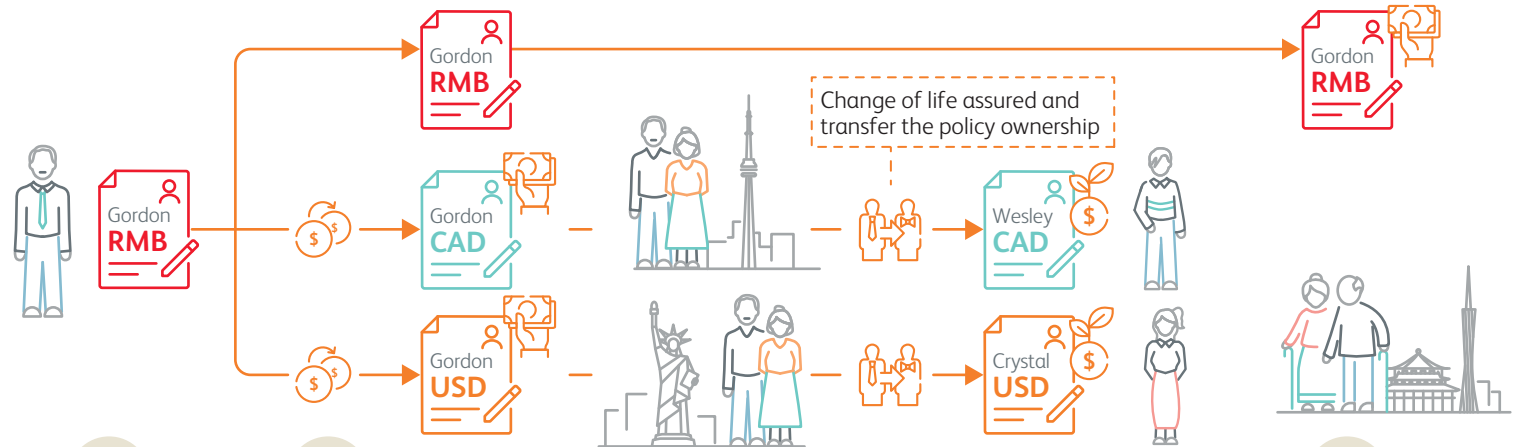 Gordon
RMB
Gordon
RMB
Gordon
RMB
Change of life assured and
transfer the policy ownership
Gordon
CAD
Wesley
CAD
$
$
$
Gordon
USD
Crystal
USD
$
$
$